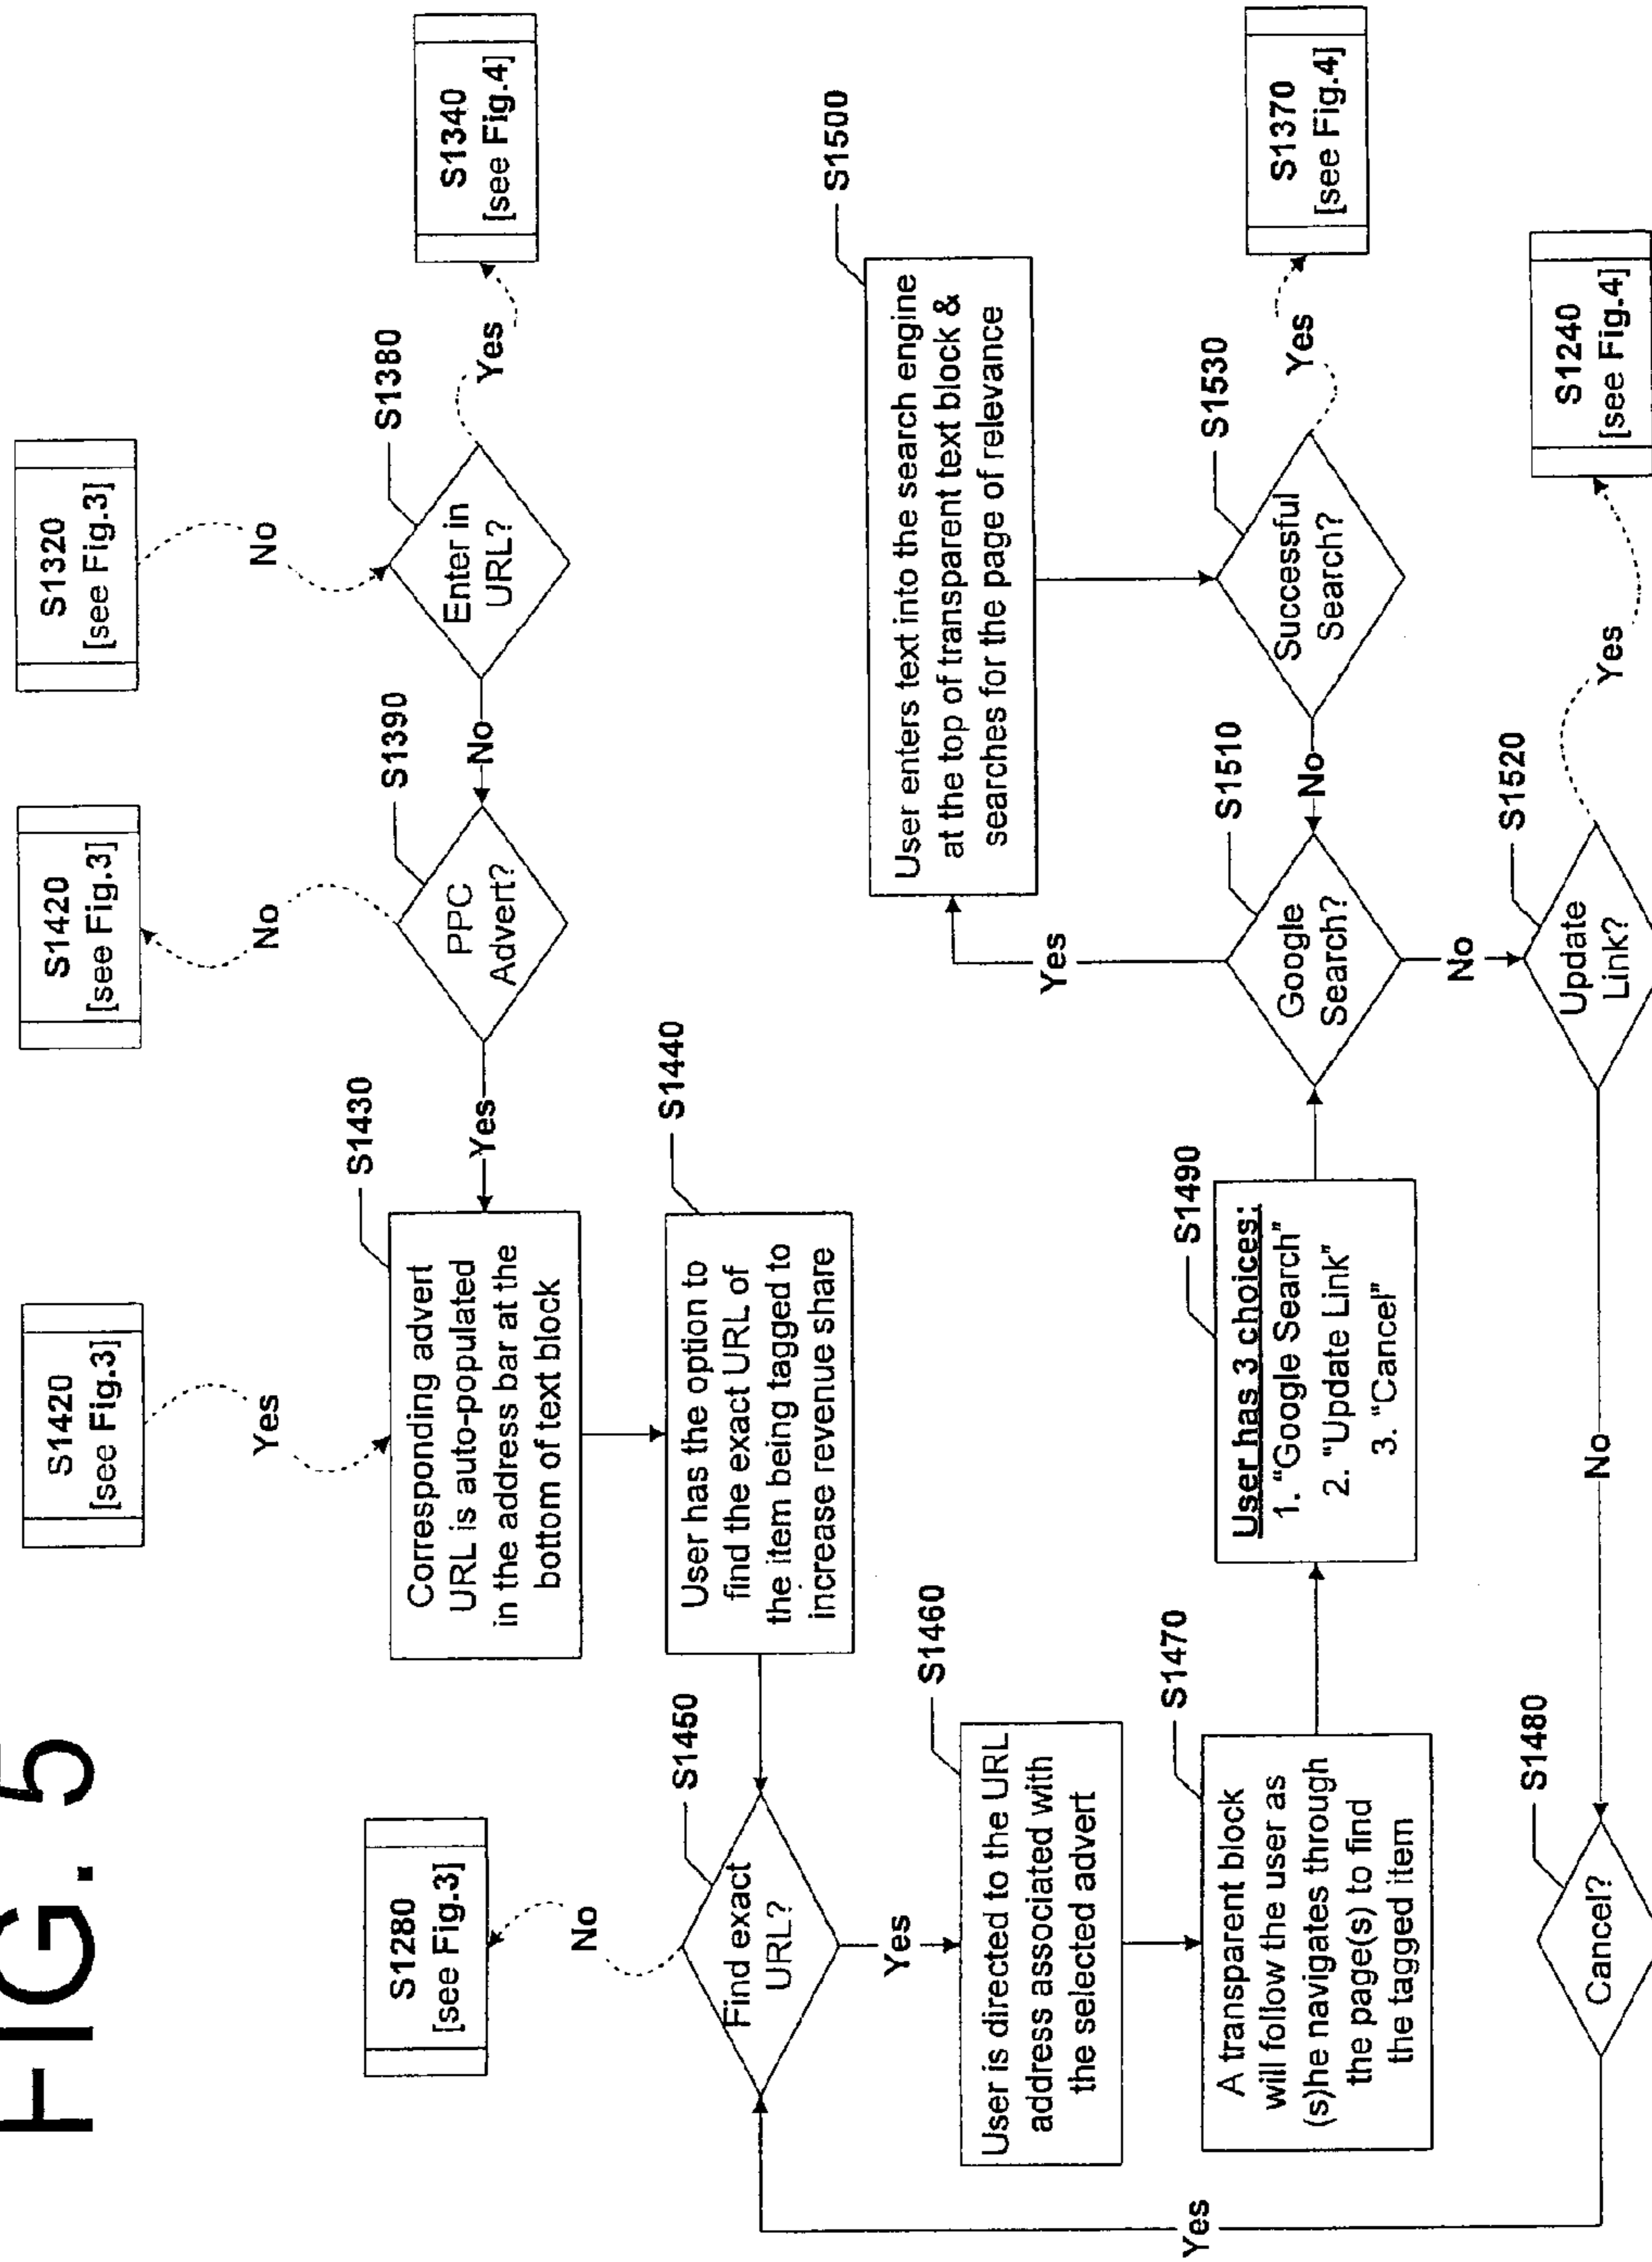 FIG. 5
S1420
[see Fig.3]
S1420
[see Fig.3]
S1320
[see Fig.3]
Yes
No
No
S1280
[see Fig.3]
No
S1430
Corresponding advert
URL is auto-populated
in the address bar at the
bottom of text block
Yes
S1390
PPC
Advert?
No
S1380
Enter in
URL?
Yes
S1340
[see Fig.4]
S1450
Find exact
URL?
S1440
User has the option to
find the exact URL of
the item being tagged to
increase revenue share
Yes
S1460
User is directed to the URL
address associated with
the selected advert
S1500
User enters text into the search engine
at the top of transparent text block &
searches for the page of relevance
Yes
S1470
A transparent block
will follow the user as
(s)he navigates through
the page(s) to find
the tagged item
S1490
User has 3 choices:
1. “Google Search”
2. “Update Link”
3. “Cancel”
S1510
Google
Search?
No
S1530
Successful
Search?
Yes
S1370
[see Fig.4]
No
Yes
S1480
Cancel?
No
S1520
Update
Link?
Yes
S1240
[see Fig.4]